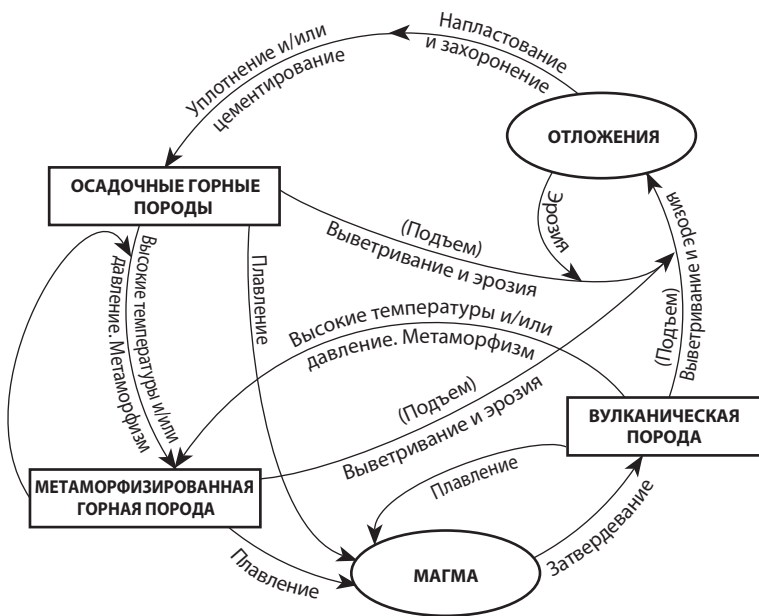 Напластование
и захоронение
Уплотнение и/или
цементирование
ОТЛОЖЕНИЯ
ОСАДОЧНЫЕ ГОРНЫЕ
ПОРОДЫ
Эрозия
Выветривание и эрозия
(Подъем)
(Подъем)
Выветривание и эрозия
Плавление
Высокие температуры и/или
давление. Метаморфизм
Высокие температуры и/или
давление. Метаморфизм
(Подъем)
Выветривание и эрозия
ВУЛКАНИЧЕСКАЯ
ПОРОДА
МЕТАМОРФИЗИРОВАННАЯ
ГОРНАЯ ПОРОДА
Плавление
Затвердевание
Плавление
МАГМА